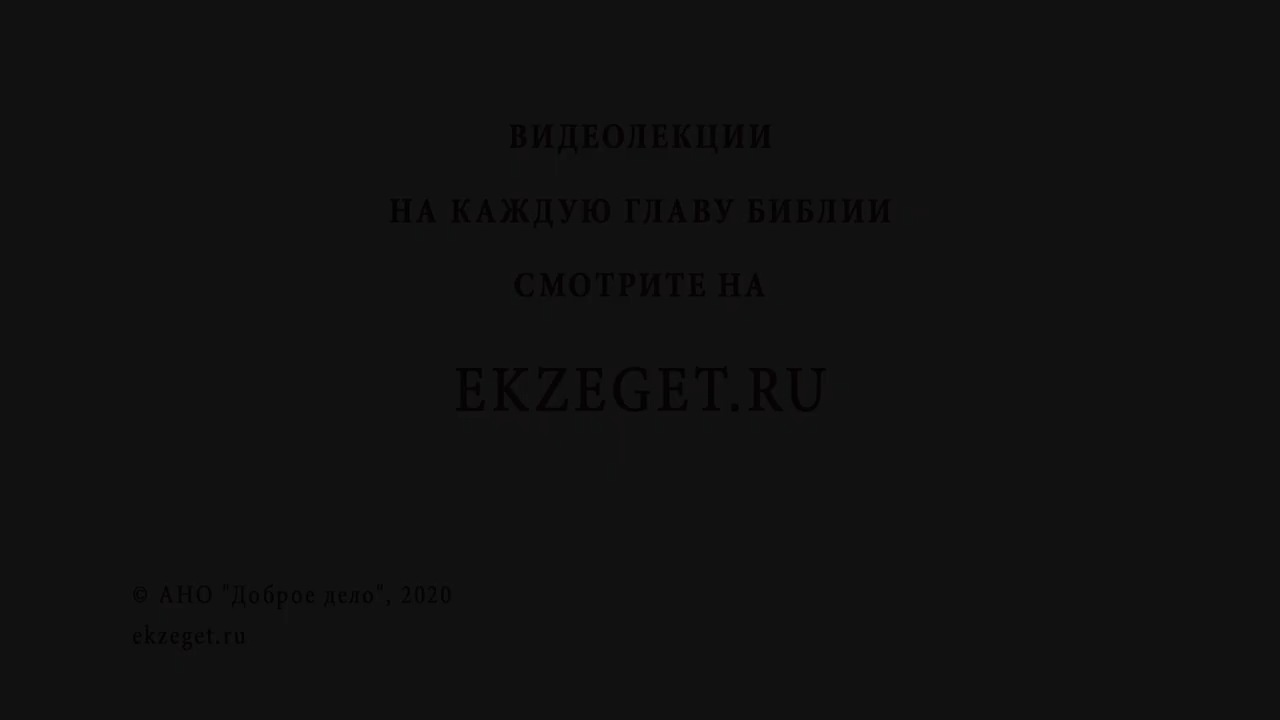 ВИДЕОЛЕКЦИИ
НА КАЖДУЮ ГЛАВУ БИБЛИИ
СМОТРИТЕ НА
EKZEGET.RU
© АНО "Доброе дело", 2020
ekzeget.ru